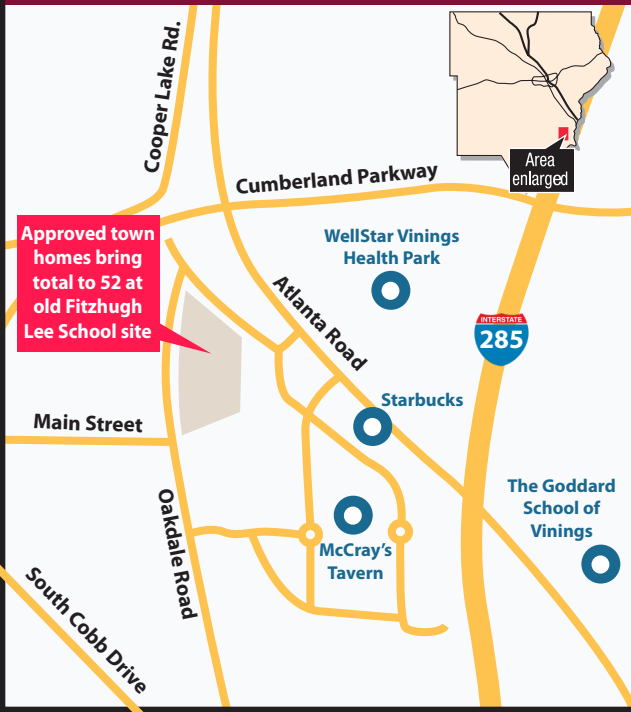 Cooper Lake Rd.
Area
enlarged
Cumberland Parkway
Approved town
homes bring
total to 52 at
old Fitzhugh
Lee School site
WellStar Vinings
Health Park
Atlanta Road
INTERSTATE
285
Starbucks
Main Street
The Goddard
School of
Vinings
Oakdale Road
McCray's
Tavern
South Cobb Drive